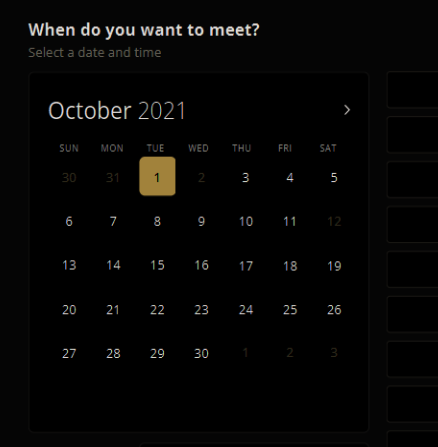 When do you want to meet?
Select a date and time
October 2021
SUN MON TUE WED THU FRI SAT
30 31 1 2 3 4 5
6 7 8 9 10 11 12
13 14 15 16 17 18 19
20 21 22 23 24 25 26
27 28 29 30 1 2 3